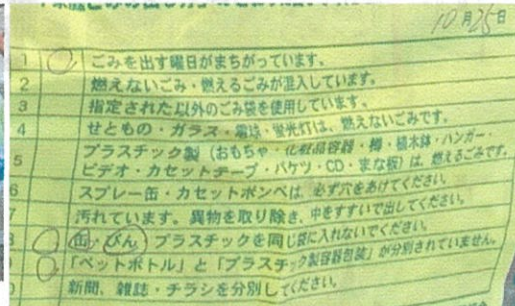 10月25日
1 ごみを出す曜日がまちがっています。
2 燃えないごみ・燃えるごみが混入しています。
3 指定された以外のごみ袋を使用しています。
4 せともの・ガラス・電球・蛍光灯は、燃えないごみです。
5 プラスチック製（おもちゃ・化粧品容器・樽・植木鉢・ハンガー・
ビデオ・カセットテープ・バケツ・CD・まな板）は、燃えるごみです。
6 スプレー缶・カセットボンベは、必ず穴をあけてください。
7 汚れています。異物を取り除き、中をすすいで出してください。
8 缶、びん、プラスチックを同じ袋に入れないでください。
9 「ペットボトル」と「プラスチック製容器包装」が分別されていません。
新聞、雑誌・チラシを分別してください。